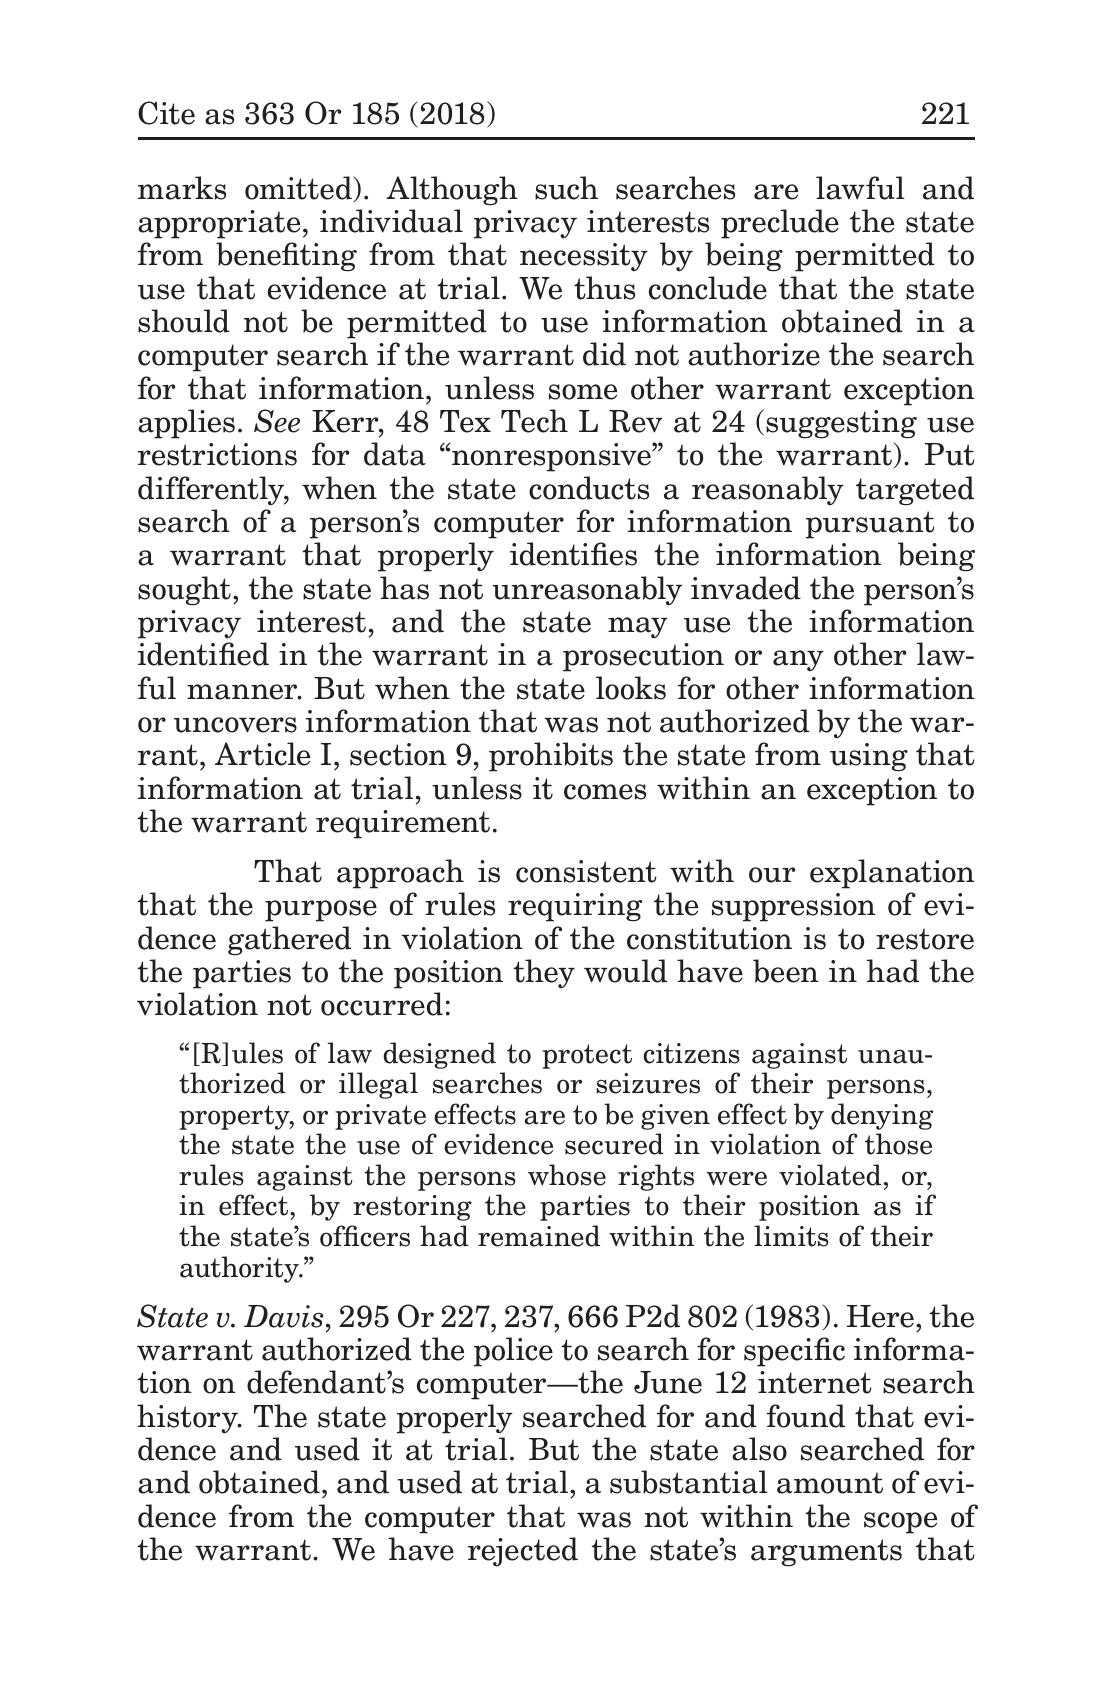 Cite as 363 Or 185 (2018) 221
marks omitted). Although such searches are lawful and
appropriate, individual privacy interests preclude the state
from benefiting from that necessity by being permitted to
use that evidence at trial. We thus conclude that the state
should not be permitted to use information obtained in a
computer search if the warrant did not authorize the search
for that information, unless some other warrant exception
applies. See Kerr, 48 Tex Tech L Rev at 24 (suggesting use
restrictions for data “nonresponsive” to the warrant). Put
differently, when the state conducts a reasonably targeted
search of a person’s computer for information pursuant to
a warrant that properly identifies the information being
sought, the state has not unreasonably invaded the person’s
privacy interest, and the state may use the information
identified in the warrant in a prosecution or any other law-
ful manner. But when the state looks for other information
or uncovers information that was not authorized by the war-
rant, Article I, section 9, prohibits the state from using that
information at trial, unless it comes within an exception to
the warrant requirement.
That approach is consistent with our explanation
that the purpose of rules requiring the suppression of evi-
dence gathered in violation of the constitution is to restore
the parties to the position they would have been in had the
violation not occurred:
“[R]ules of law designed to protect citizens against unau-
thorized or illegal searches or seizures of their persons,
property, or private effects are to be given effect by denying
the state the use of evidence secured in violation of those
rules against the persons whose rights were violated, or,
in effect, by restoring the parties to their position as if
the state’s officers had remained within the limits of their
authority.”
State v. Davis, 295 Or 227, 237, 666 P2d 802 (1983). Here, the
warrant authorized the police to search for specific informa-
tion on defendant’s computer—the June 12 internet search
history. The state properly searched for and found that evi-
dence and used it at trial. But the state also searched for
and obtained, and used at trial, a substantial amount of evi-
dence from the computer that was not within the scope of
the warrant. We have rejected the state’s arguments that